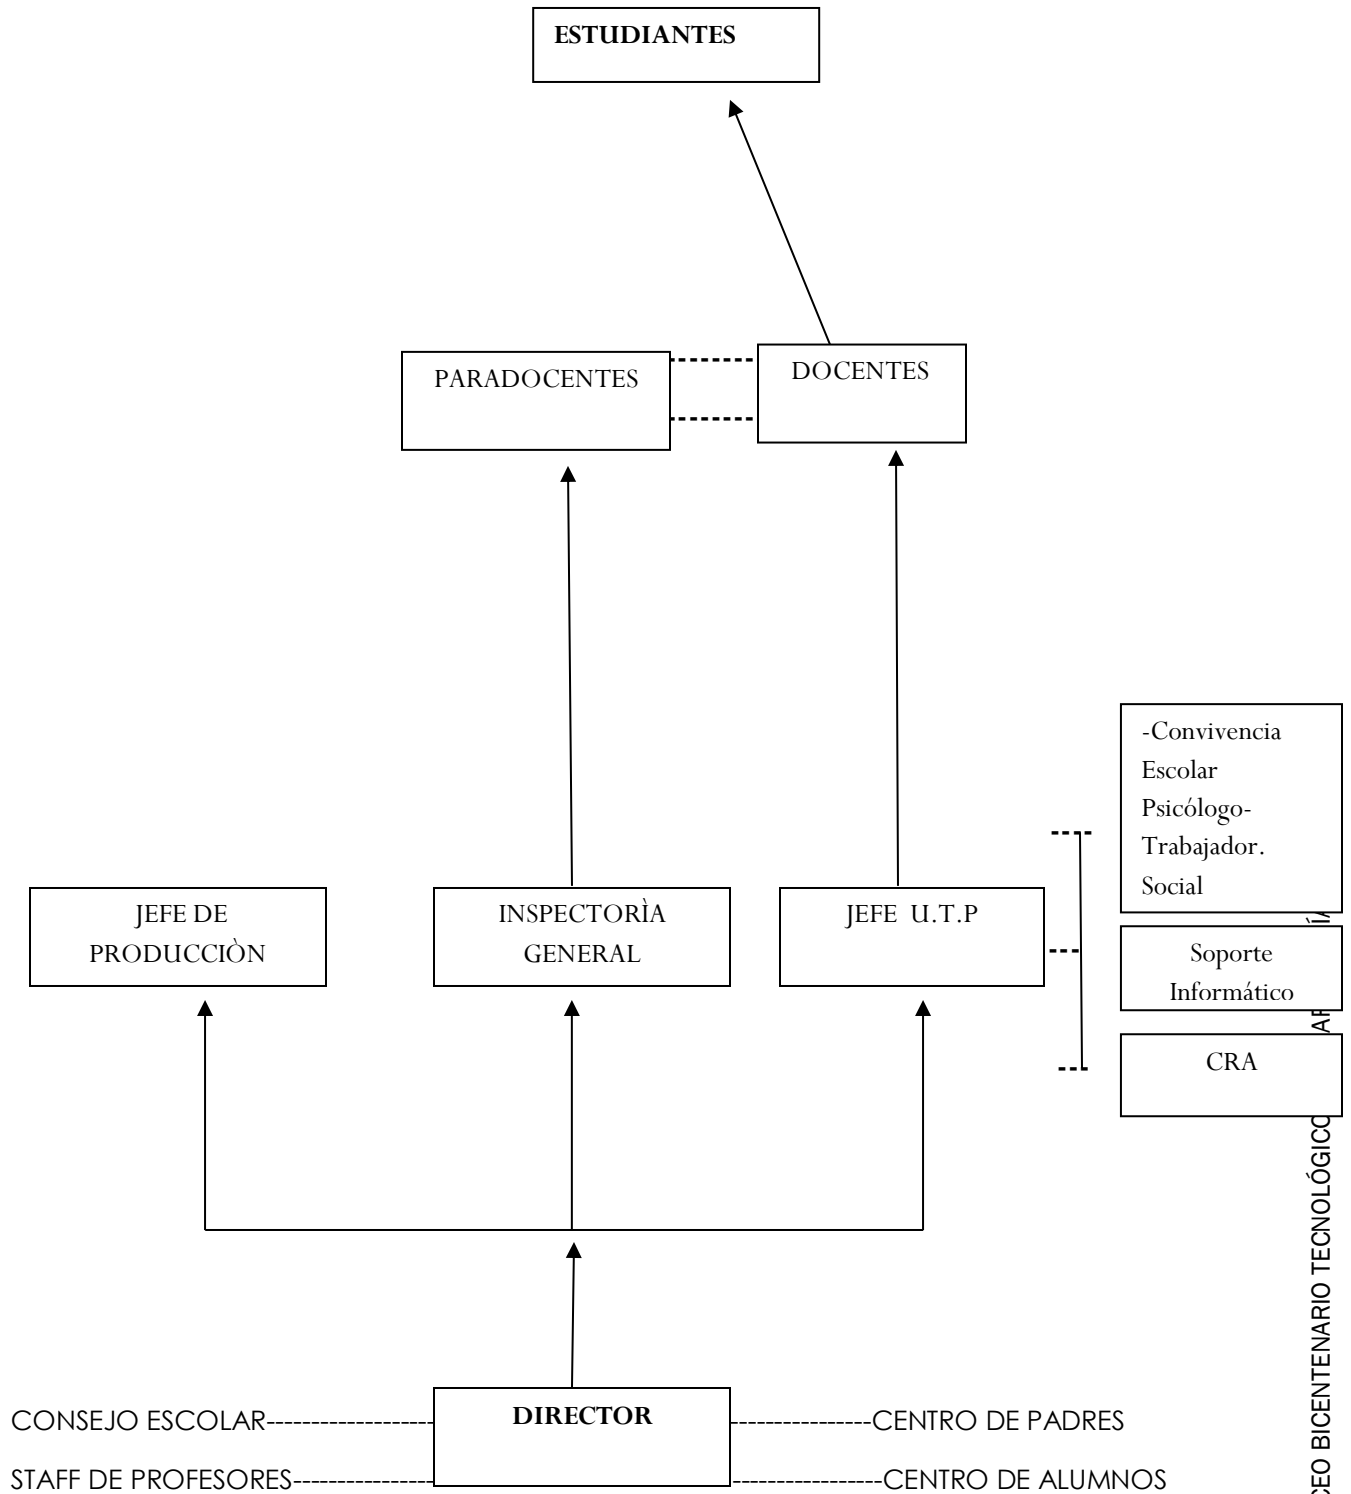 ESTUDIANTES
PARADOCENTES
DOCENTES
-Convivencia
Escolar
Psicólogo-
Trabajador.
Social
JEFE DE
PRODUCCIÒN
INSPECTORÌA
GENERAL
JEFE U.T.P
Soporte
Informático
CRA
DIRECTOR
CONSEJO ESCOLAR------------------
---------------CENTRO DE PADRES
STAFF DE PROFESORES---------------
----------------CENTRO DE ALUMNOS
BICENTENARIO TECNOLÓGICO